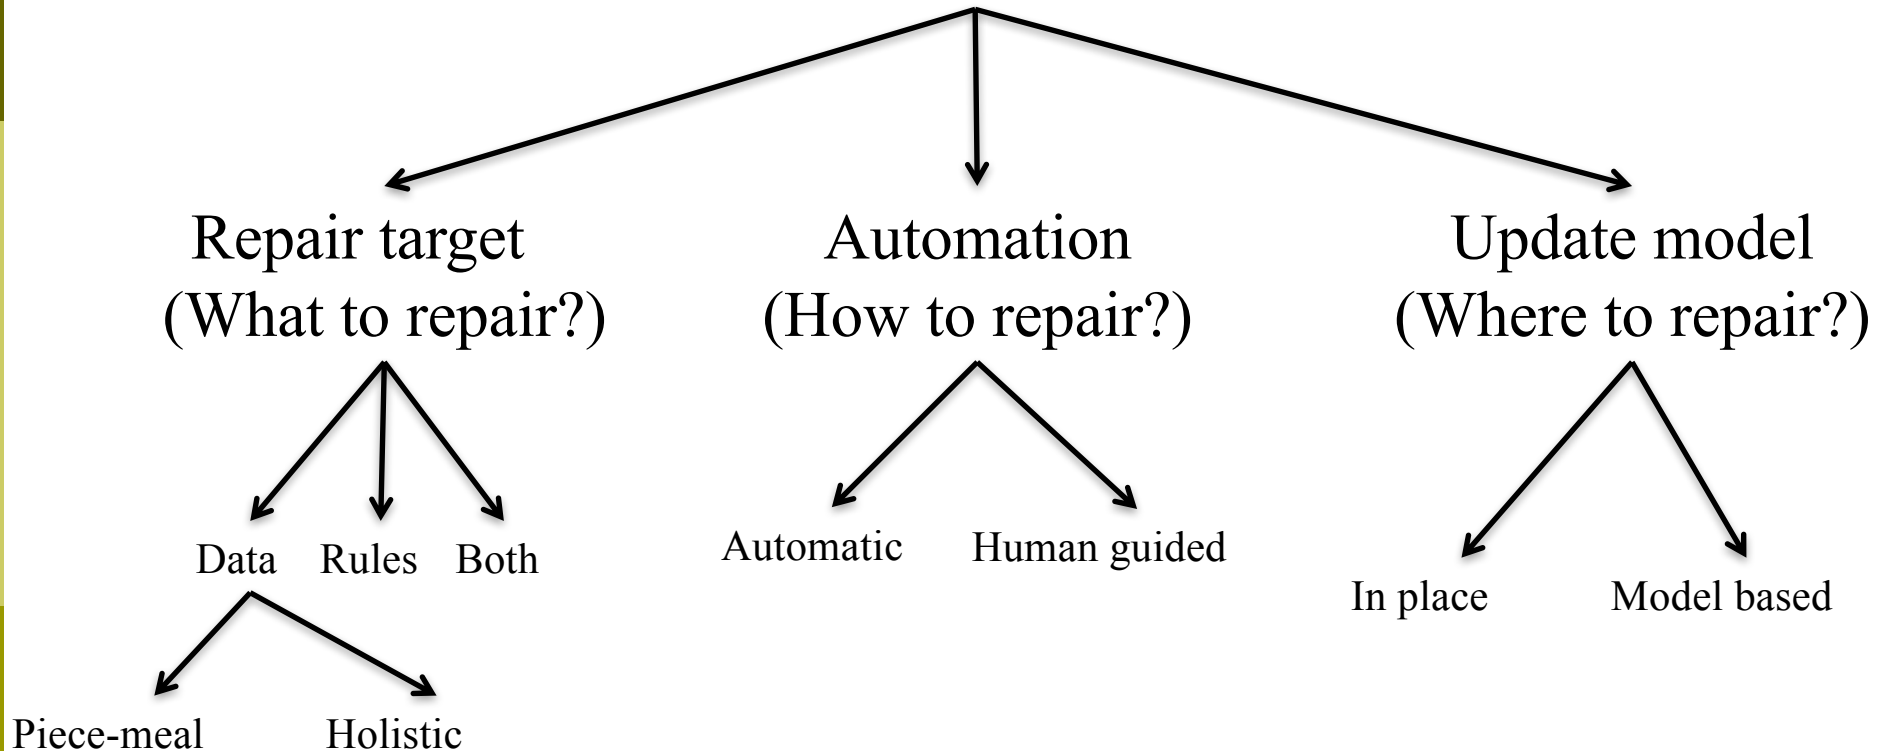 Repair target
(What to repair?)
Automation
(How to repair?)
Update model
(Where to repair?)
Data
Rules
Both
Automatic
Human guided
In place
Model based
Piece-meal
Holistic